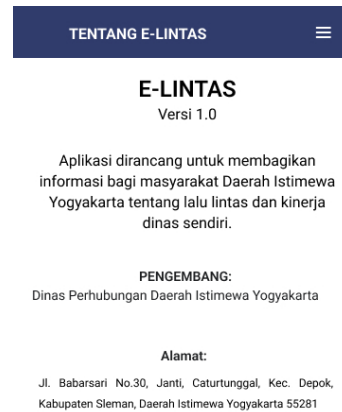 TENTANG E-LINTAS
E-LINTAS
Versi 1.0
Aplikasi dirancang untuk membagikan
informasi bagi masyarakat Daerah Istimewa
Yogyakarta tentang lalu lintas dan kinerja
dinas sendiri.
PENGEMBANG:
Dinas Perhubungan Daerah Istimewa Yogyakarta
Alamat:
Jl. Babarsari No.30, Janti, Caturtunggal, Kec. Depok,
Kabupaten Sleman, Daerah Istimewa Yogyakarta 55281